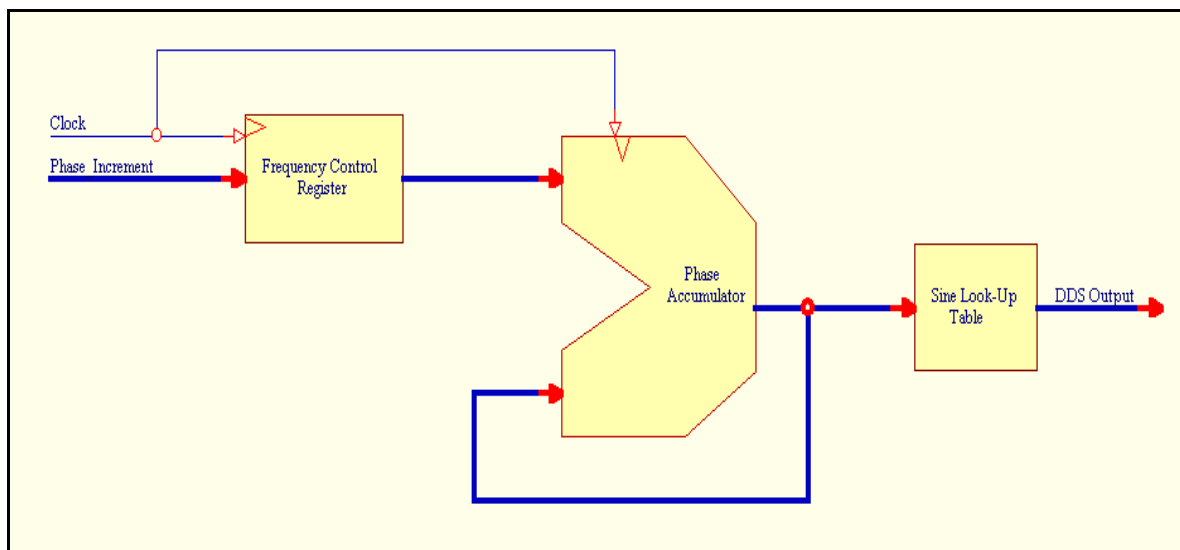 Clock
Phase Increment
Frequency Control
Register
Phase
Accumulator
Sine Look-Up
Table
DDS Output